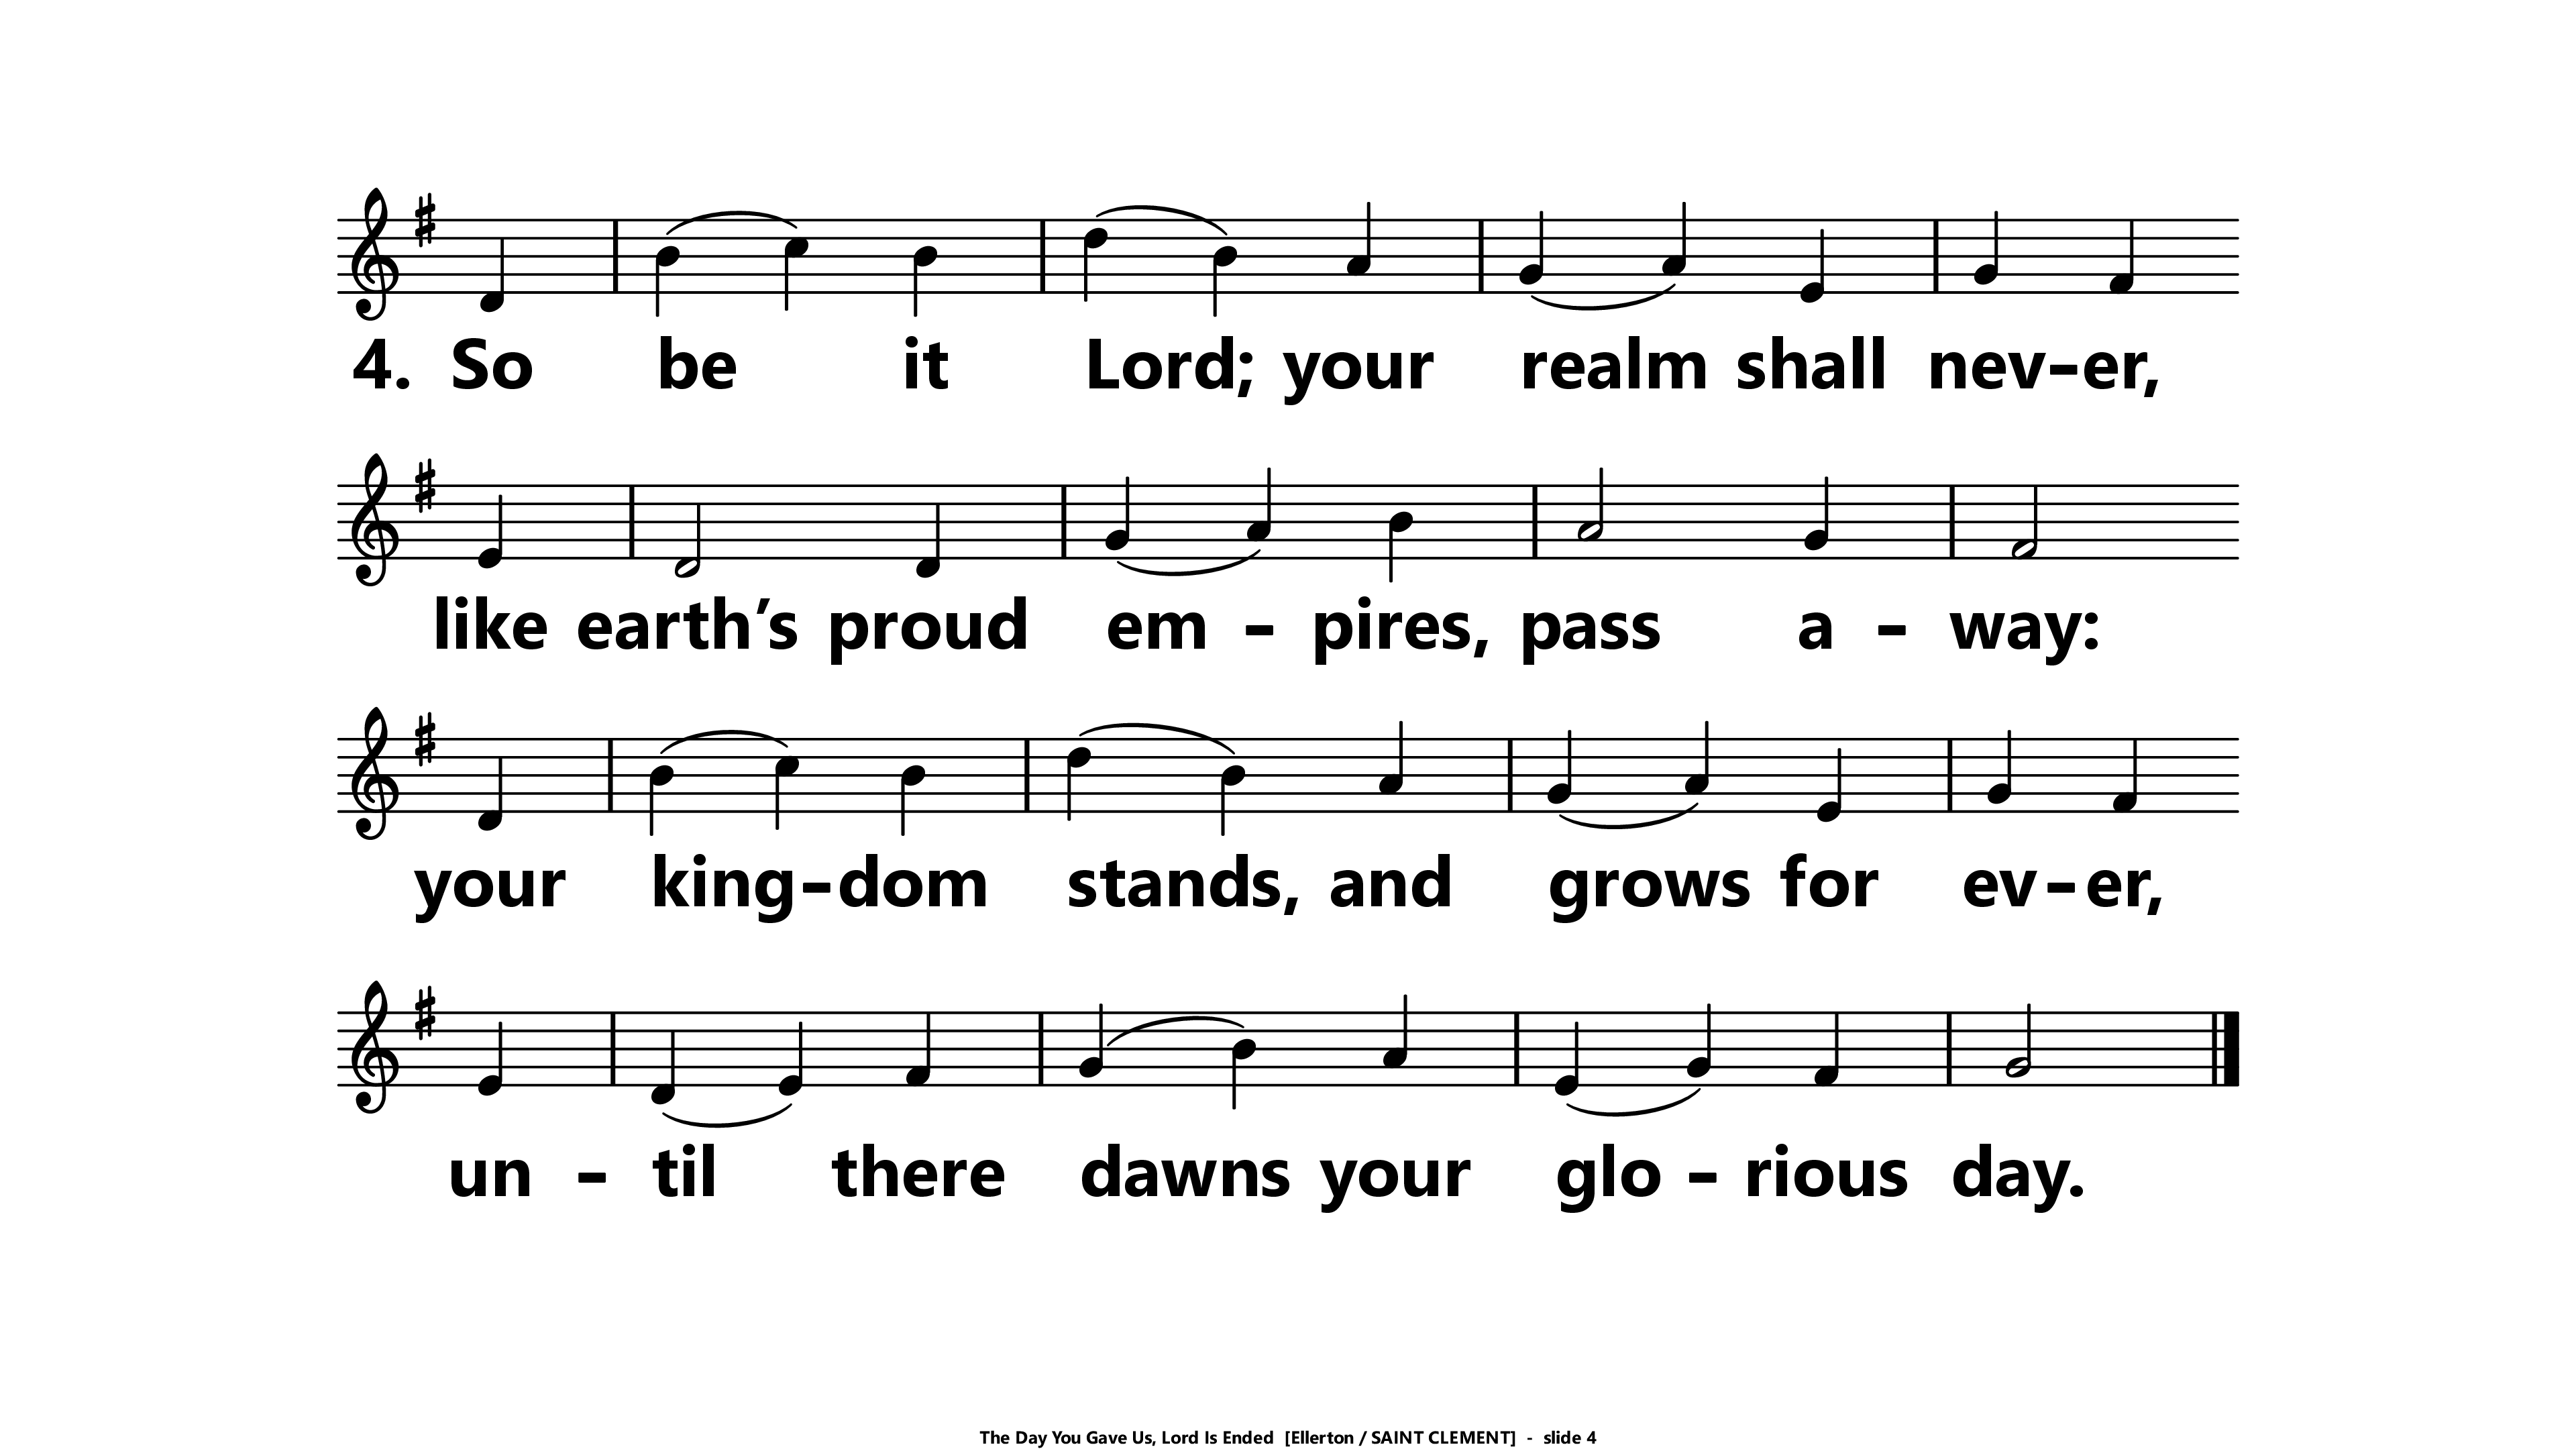 4. So be it Lord; your realm shall nev-er,
like earth’s proud em - pires, pass a - way:
your king-dom stands, and grows for ev-er,
un - til there dawns your glo - rious day.
The Day You Gave Us, Lord Is Ended [Ellerton / SAINT CLEMENT] - slide 4